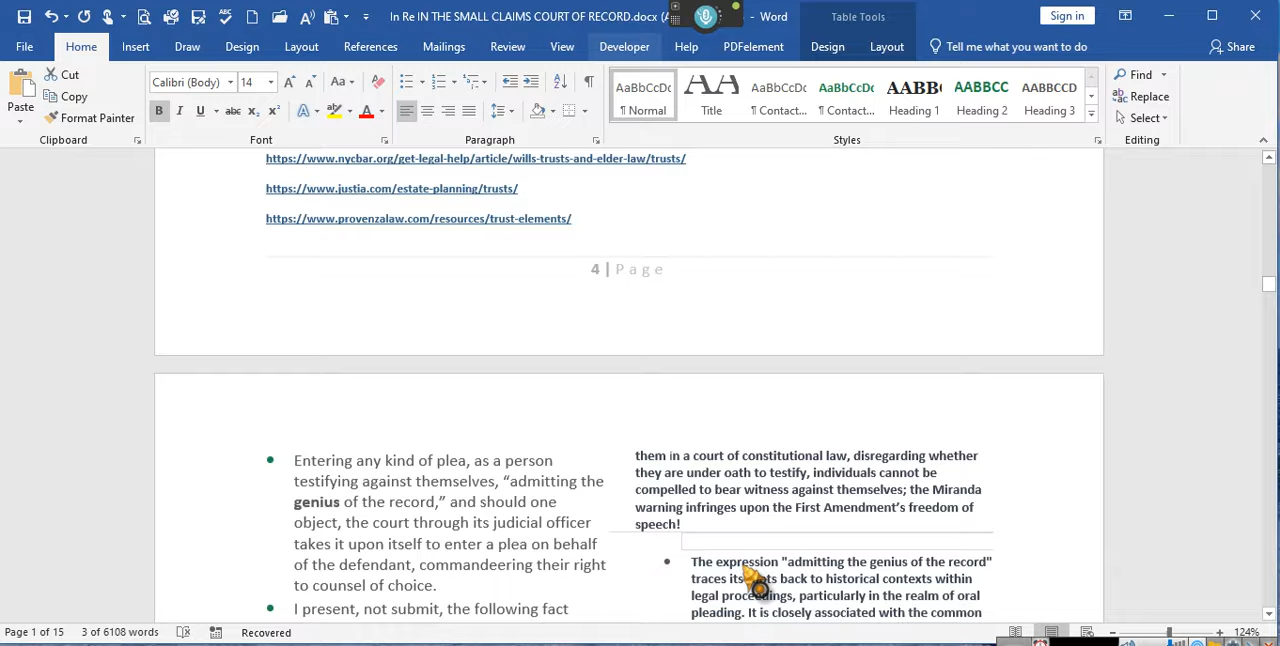 In Re IN THE SMALL CLAIMS COURT OF RECORD.docx
- Word
Table Tools
Sign in
File Home Insert Draw Design Layout References Mailings Review View Developer Help PDFelement Design Layout Tell me what you want to do Share
Paste
Cut
Copy
Format Painter
Clipboard
Calibri (Body) 14
Font
Paragraph
AaBbCcDc AA AaBbCcDc AaBbCcDc AABB AABBCC AABBCCD
¶ Normal Title ¶ Contact... ¶ Contact... Heading 1 Heading 2 Heading 3
Styles
Find
Replace
Select
Editing
https://www.nycbar.org/get-legal-help/article/wills-trusts-and-elder-law/trusts/
https://www.justia.com/estate-planning/trusts/
https://www.provenzalaw.com/resources/trust-elements/
4 | Page
Entering any kind of plea, as a person
testifying against themselves, “admitting the
genius of the record,” and should one
object, the court through its judicial officer
takes it upon itself to enter a plea on behalf
of the defendant, commandeering their right
to counsel of choice.
I present, not submit, the following fact
them in a court of constitutional law, disregarding whether
they are under oath to testify, individuals cannot be
compelled to bear witness against themselves; the Miranda
warning infringes upon the First Amendment’s freedom of
speech!
The expression "admitting the genius of the record"
traces its back to historical contexts within
legal proceedings, particularly in the realm of oral
pleading. It is closely associated with the common
Page 1 of 15 3 of 6108 words Recovered 124%